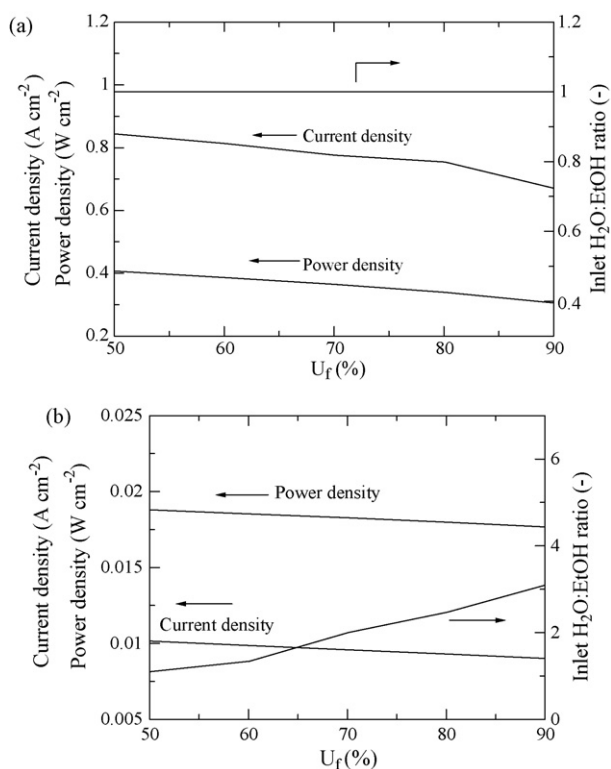 (a)
1.2
1
0.8
0.6
0.4
0.2
Current density (A cm-2)
Power density (W cm-2)
Current density
Power density
1.2
1
0.8
0.6
0.4
Inlet H2O:EtOH ratio (-)
50 60 70 80 90
Uf (%)
(b)
0.025
0.02
0.015
0.01
0.005
Current density (A cm-2)
Power density (W cm-2)
Power density
Current density
6
4
2
0
Inlet H2O:EtOH ratio (-)
50 60 70 80 90
Uf (%)